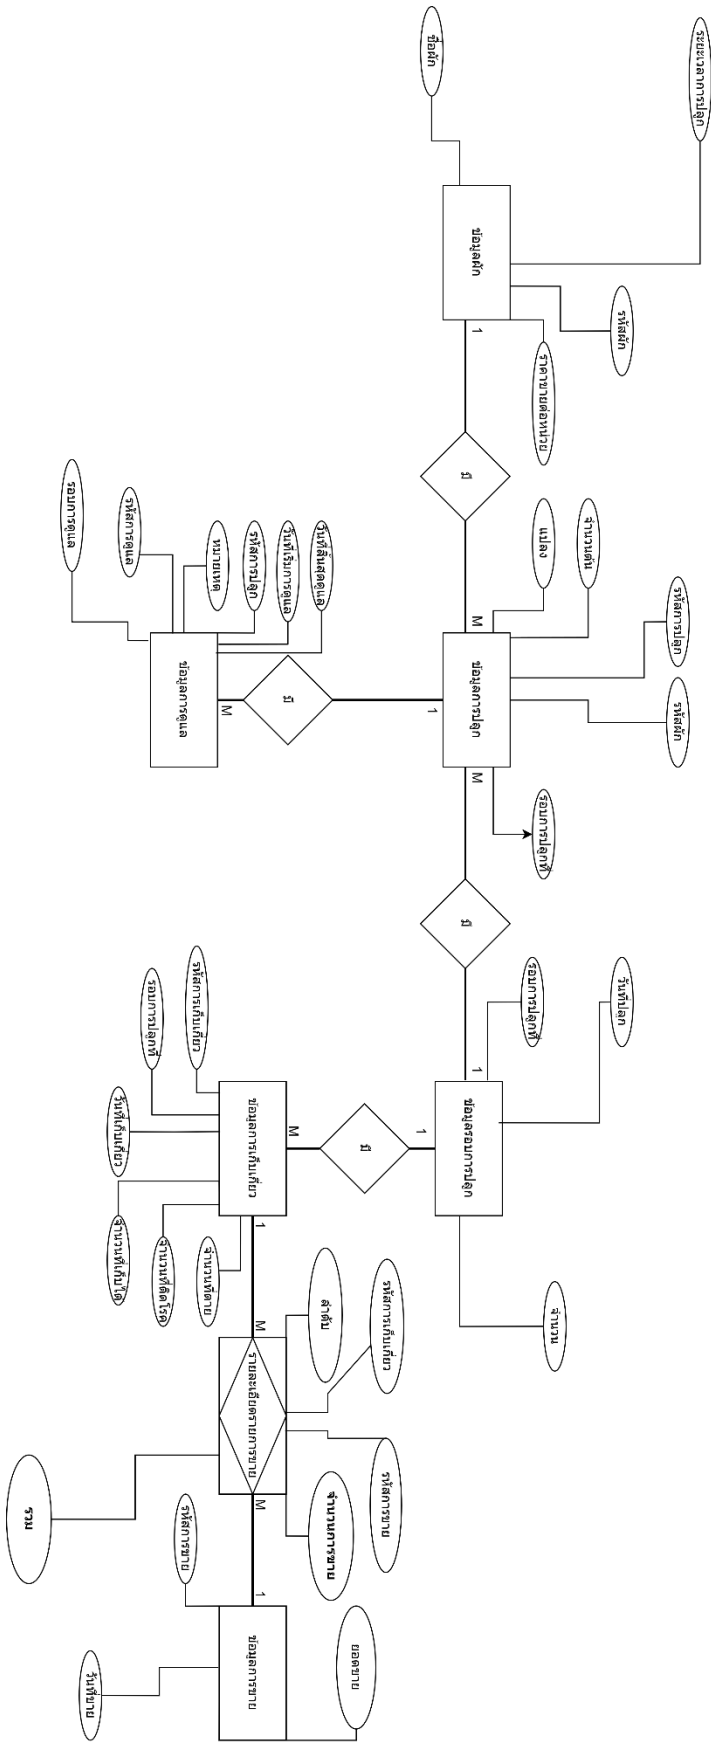 ระยะเวลาการปลูก
ชื่อผัก
ข้อมูลผัก
รหัสผัก
ราคาขายต่อหน่วย
1
มี
M
แปลง
จำนวนต้น
รหัสการปลูก
รหัสผัก
ข้อมูลการปลูก
รอบการปลูกที่
1
มี
M
วันที่สิ้นสุดดูแล
วันที่เริ่มการดูแล
รหัสการปลูก
หมายเหตุ
รหัสการดูแล
รอบการดูแล
ข้อมูลการดูแล
M
มี
1
วันที่ปลูก
รอบการปลูกที่
ข้อมูลรอบการปลูก
จำนวน
1
มี
M
รหัสการเก็บเกี่ยว
รอบการปลูกที่
วันที่เก็บเกี่ยว
จำนวนที่เก็บได้
จำนวนที่ติดโรค
จำนวนที่ตาย
ข้อมูลการเก็บเกี่ยว
1
M
ลำดับ
รหัสการเก็บเกี่ยว
รายละเอียดรายการขาย
รหัสการขาย
จำนวนการขาย
รวม
M
1
รหัสการขาย
ยอดขาย
ข้อมูลการขาย
วันที่ขาย